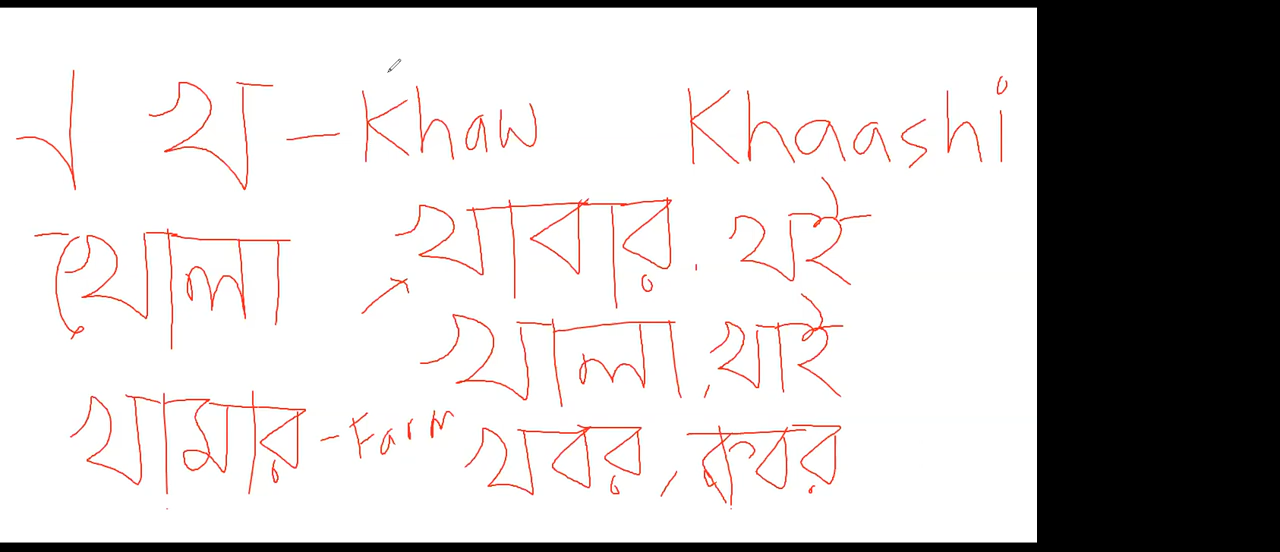 া খ - Khaw Khaashi
খোলা খাবার, খই
খালা, খাই
খামার - Farm খবর, কবর